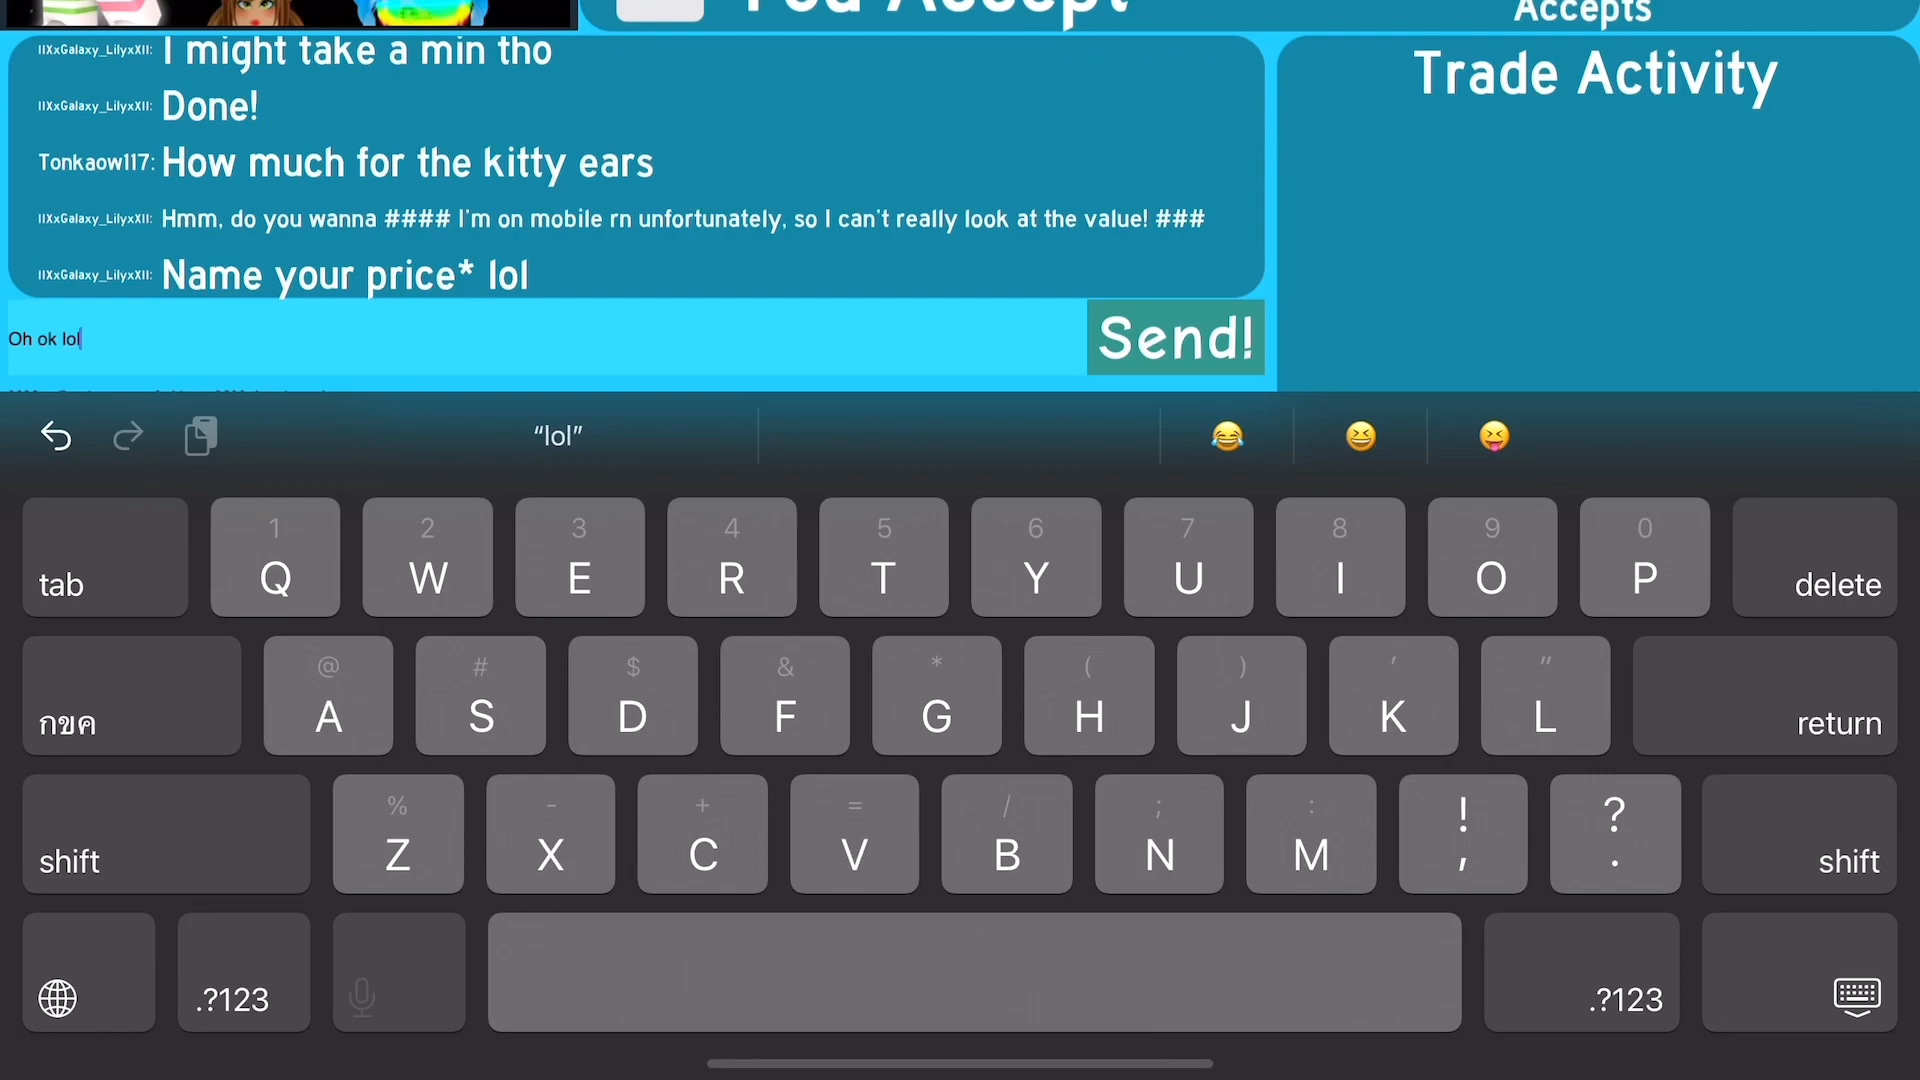 You Accept
Accepts
Trade Activity
IIXxGalaxy_LilyxXII: I might take a min tho
IIXxGalaxy_LilyxXII: Done!
Tonkaow117: How much for the kitty ears
IIXxGalaxy_LilyxXII: Hmm, do you wanna #### I'm on mobile rn unfortunately, so I can't really look at the value! ###
IIXxGalaxy_LilyxXII: Name your price* lol
Oh ok lol
Send!
“lol” 😂 😆 😝
1 2 3 4 5 6 7 8 9 0
tab Q W E R T Y U I O P delete
@ # $ & * ( ) ' "
กขค A S D F G H J K L return
% - + = / ; : ! ?
shift Z X C V B N M , . shift
.?123 .?123